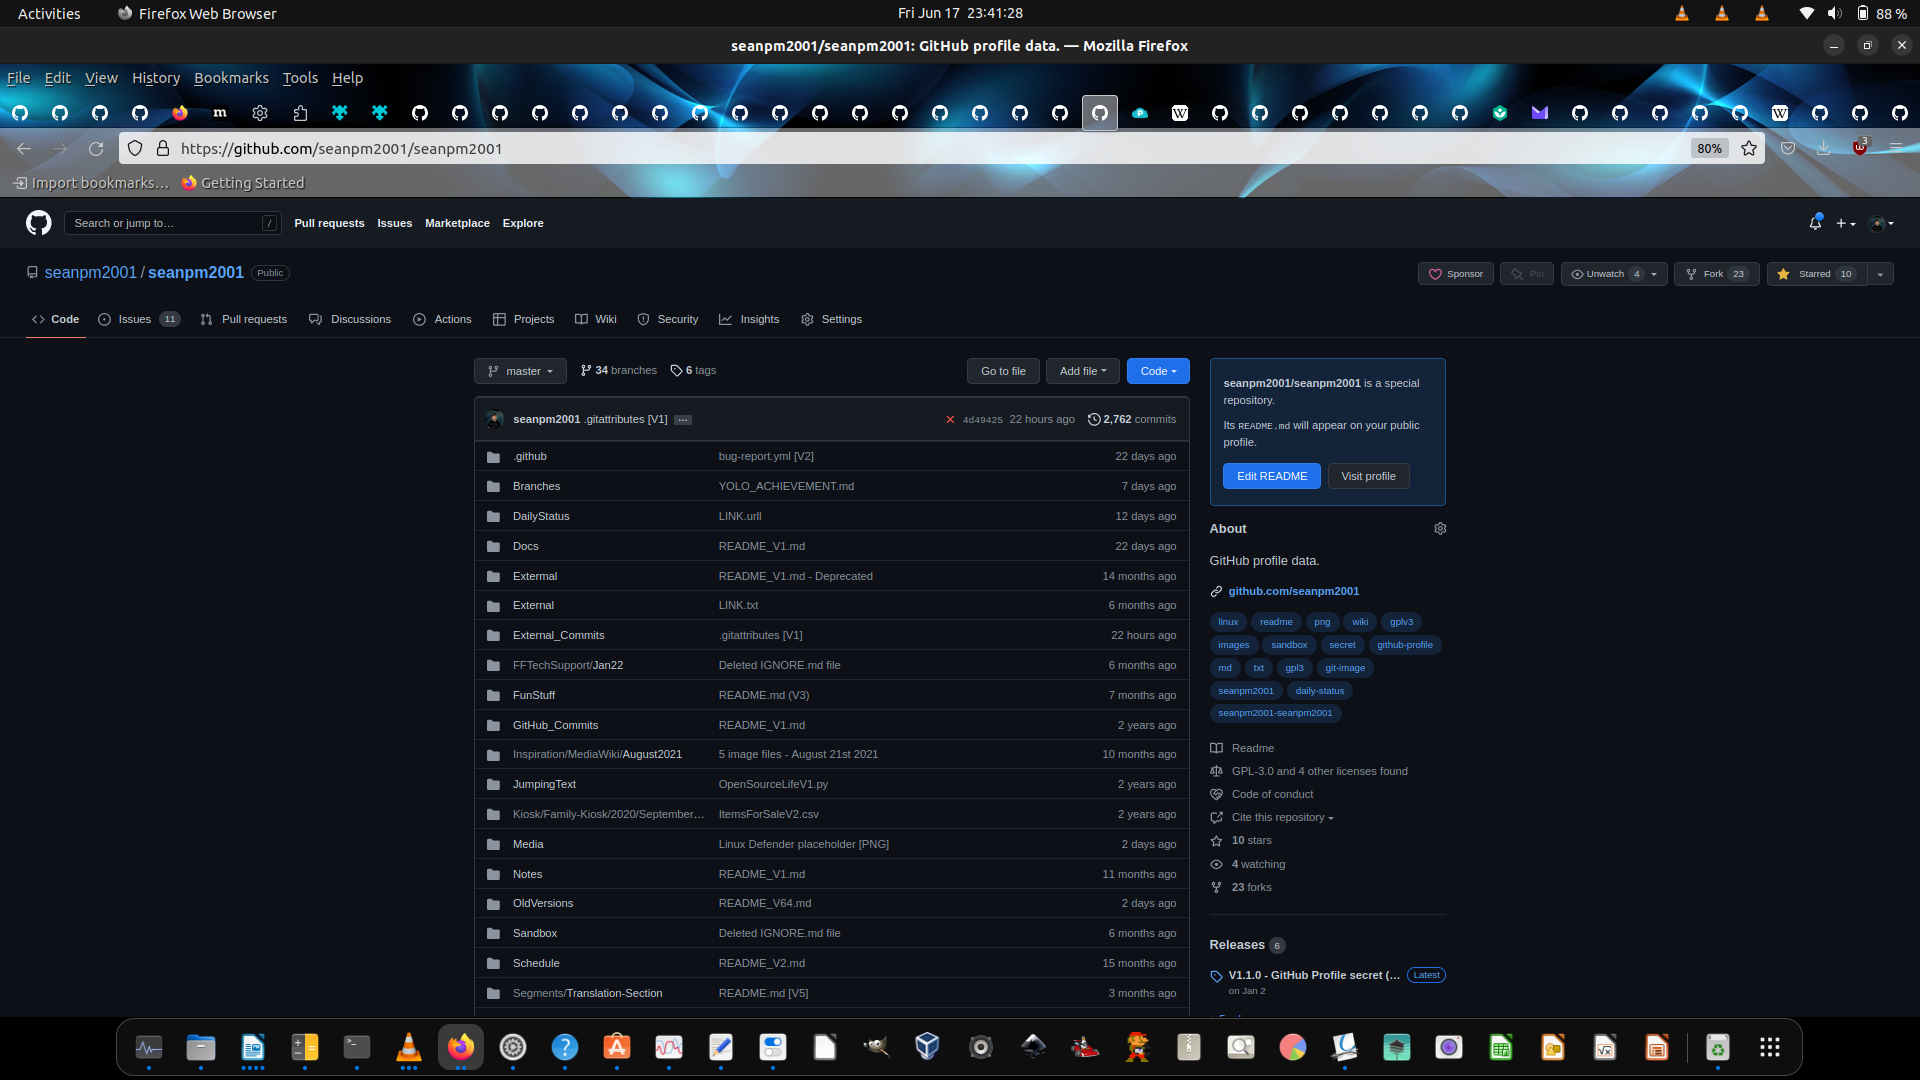 Activities
Firefox Web Browser
Fri Jun 17 23:41:28
88 %
seanpm2001/seanpm2001: GitHub profile data. — Mozilla Firefox
File Edit View History Bookmarks Tools Help
https://github.com/seanpm2001/seanpm2001
80%
3
Import bookmarks…
Getting Started
Search or jump to…
/
Pull requests
Issues
Marketplace
Explore
seanpm2001 / seanpm2001
Public
Sponsor
Pin
Unwatch 4
Fork 23
Starred 10
Code
Issues 11
Pull requests
Discussions
Actions
Projects
Wiki
Security
Insights
Settings
master
34 branches
6 tags
Go to file
Add file
Code
seanpm2001 .gitattributes [V1] …
4d49425 22 hours ago
2,762 commits
.github bug-report.yml [V2] 22 days ago
Branches YOLO_ACHIEVEMENT.md 7 days ago
DailyStatus LINK.urll 12 days ago
Docs README_V1.md 22 days ago
Extermal README_V1.md - Deprecated 14 months ago
External LINK.txt 6 months ago
External_Commits .gitattributes [V1] 22 hours ago
FFTechSupport/Jan22 Deleted IGNORE.md file 6 months ago
FunStuff README.md (V3) 7 months ago
GitHub_Commits README_V1.md 2 years ago
Inspiration/MediaWiki/August2021 5 image files - August 21st 2021 10 months ago
JumpingText OpenSourceLifeV1.py 2 years ago
Kiosk/Family-Kiosk/2020/September… ItemsForSaleV2.csv 2 years ago
Media Linux Defender placeholder [PNG] 2 days ago
Notes README_V1.md 11 months ago
OldVersions README_V64.md 2 days ago
Sandbox Deleted IGNORE.md file 6 months ago
Schedule README_V2.md 15 months ago
Segments/Translation-Section README.md [V5] 3 months ago
seanpm2001/seanpm2001 is a special
repository.
Its README.md will appear on your public
profile.
Edit README
Visit profile
About
GitHub profile data.
github.com/seanpm2001
linux readme png wiki gplv3
images sandbox secret github-profile
md txt gpl3 git-image
seanpm2001 daily-status
seanpm2001-seanpm2001
Readme
GPL-3.0 and 4 other licenses found
Code of conduct
Cite this repository
10 stars
4 watching
23 forks
Releases 6
V1.1.0 - GitHub Profile secret (…
Latest
on Jan 2